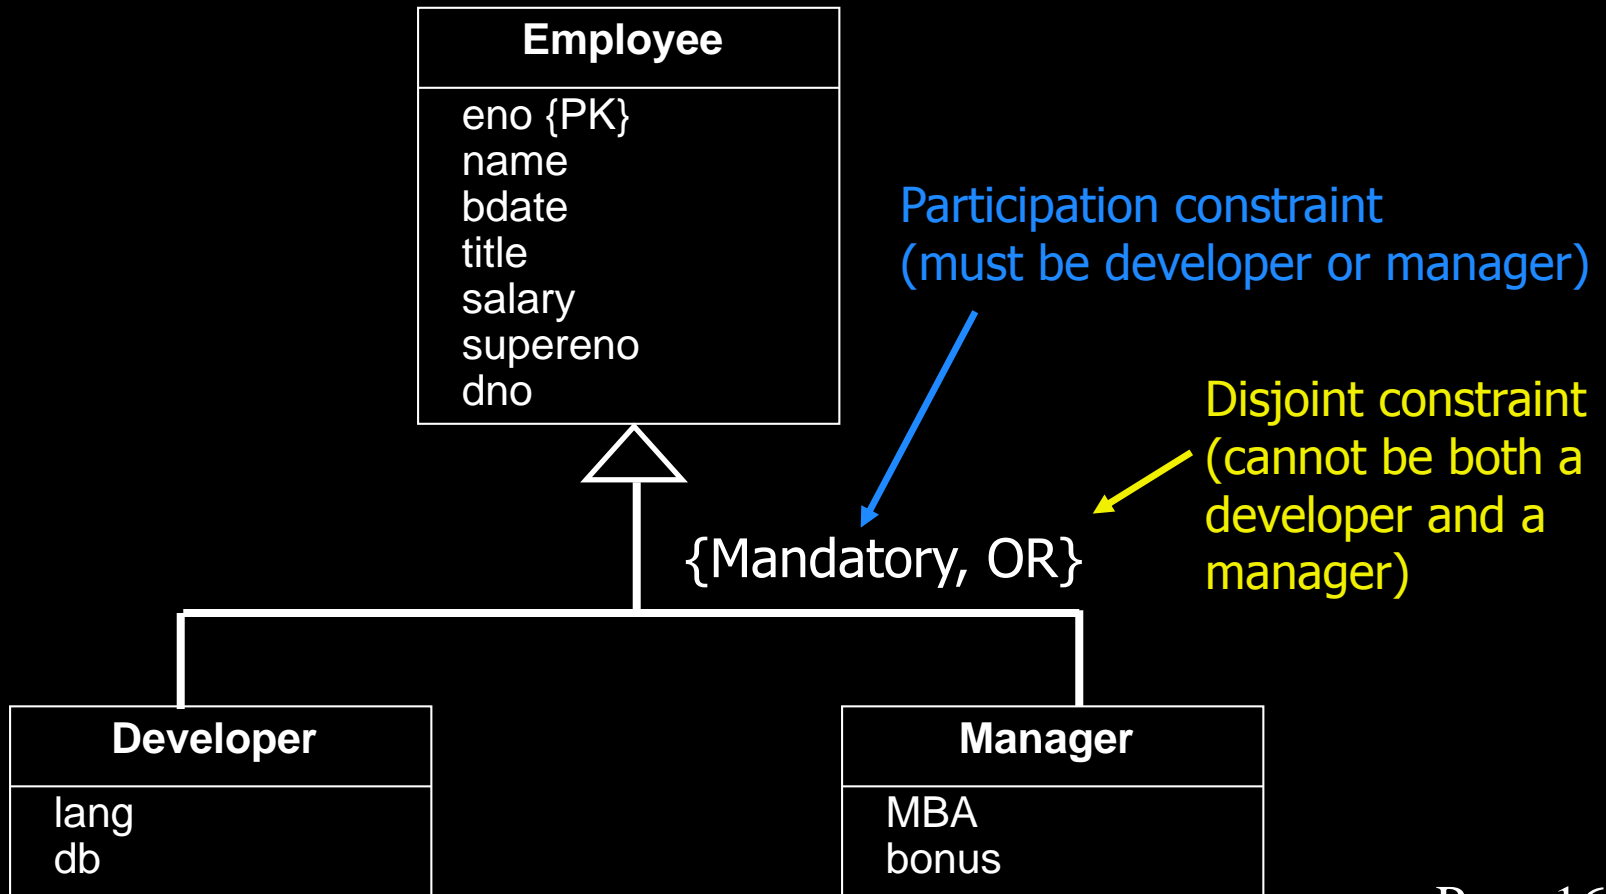 Employee
eno {PK}
name
bdate
title
salary
supereno
dno
Participation constraint
(must be developer or manager)
Disjoint constraint
(cannot be both a
developer and a
manager)
{Mandatory, OR}
Developer
lang
db
Manager
MBA
bonus